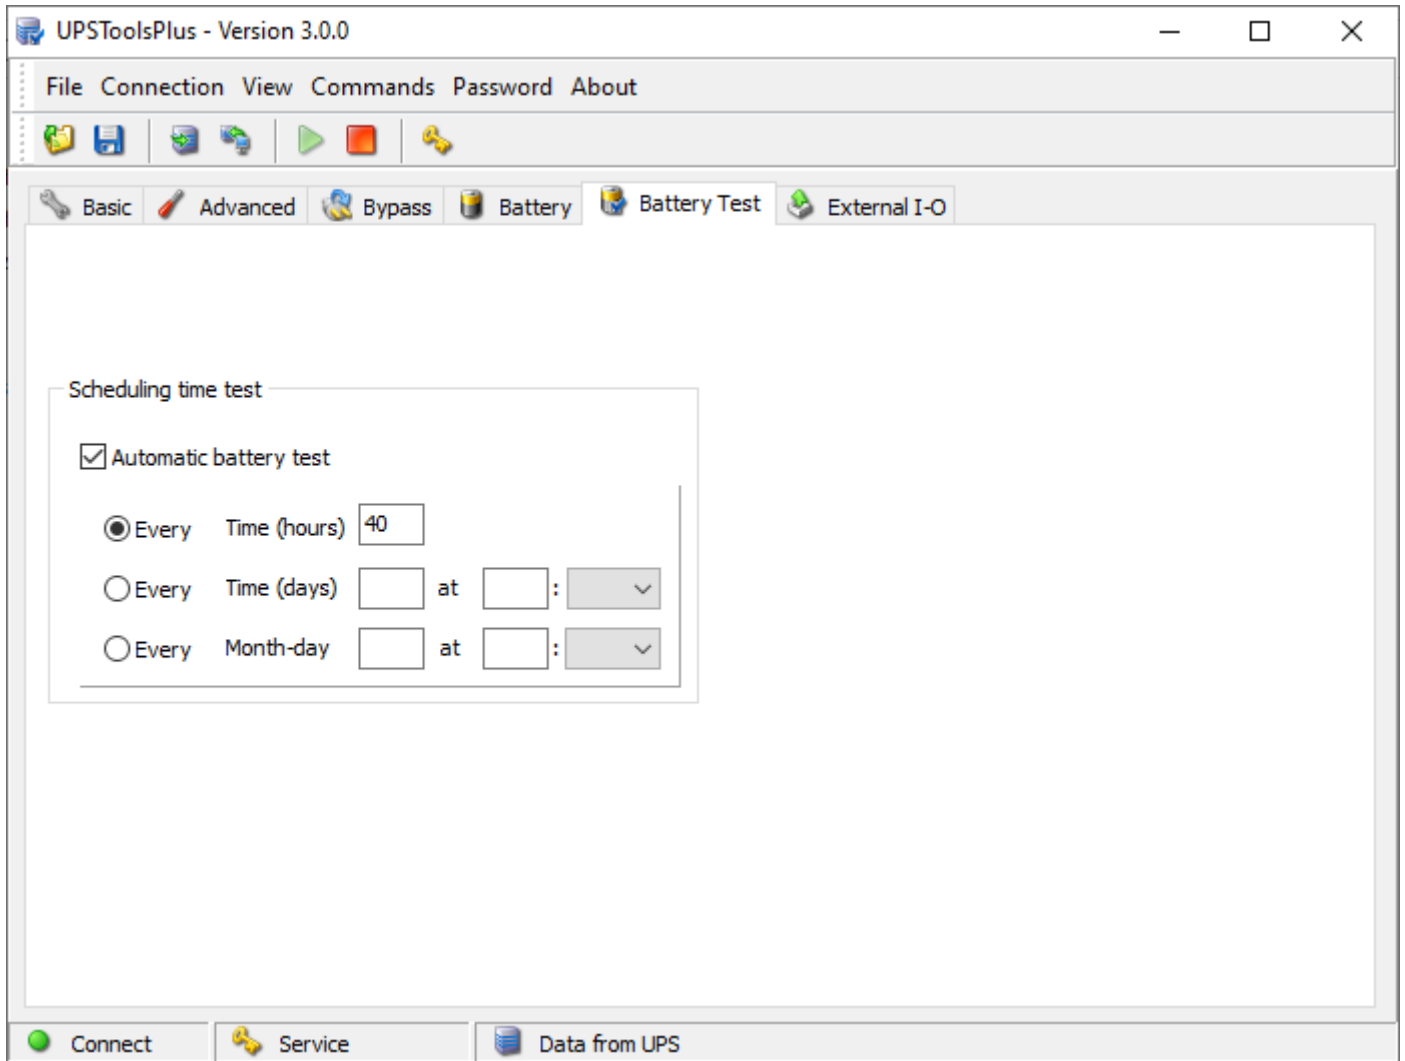 UPSToolsPlus - Version 3.0.0
File Connection View Commands Password About
Basic Advanced Bypass Battery Battery Test External I-O
Scheduling time test
Automatic battery test
Every Time (hours) 40
Every Time (days) at :
Every Month-day at :
Connect Service Data from UPS